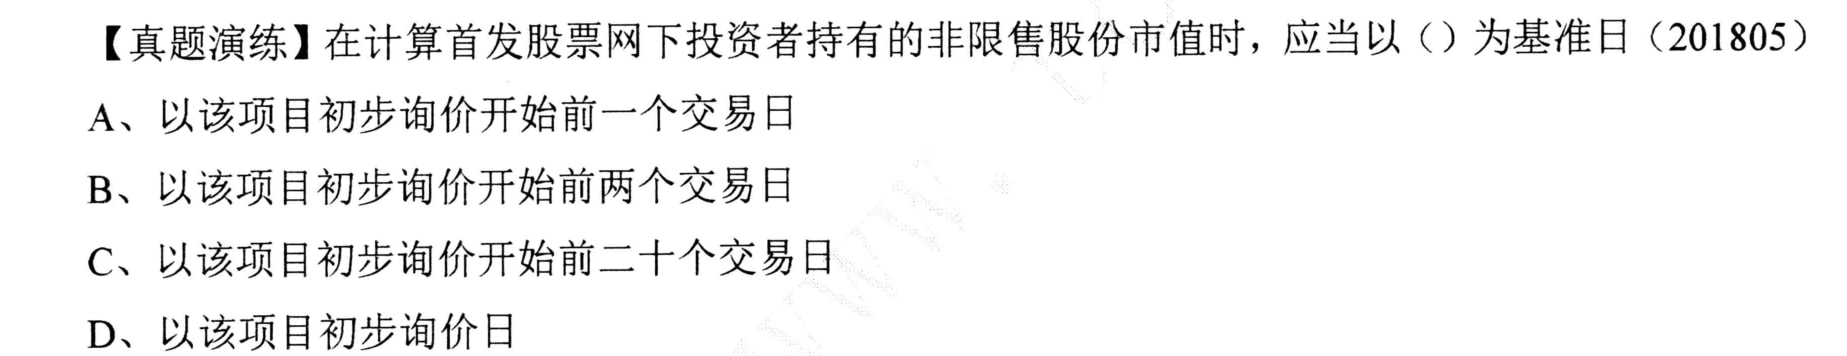 【真题演练】在计算首发股票网下投资者持有的非限售股份市值时，应当以（）为基准日（201805）
A、以该项目初步询价开始前一个交易日
B、以该项目初步询价开始前两个交易日
C、以该项目初步询价开始前二十个交易日
D、以该项目初步询价日
www.